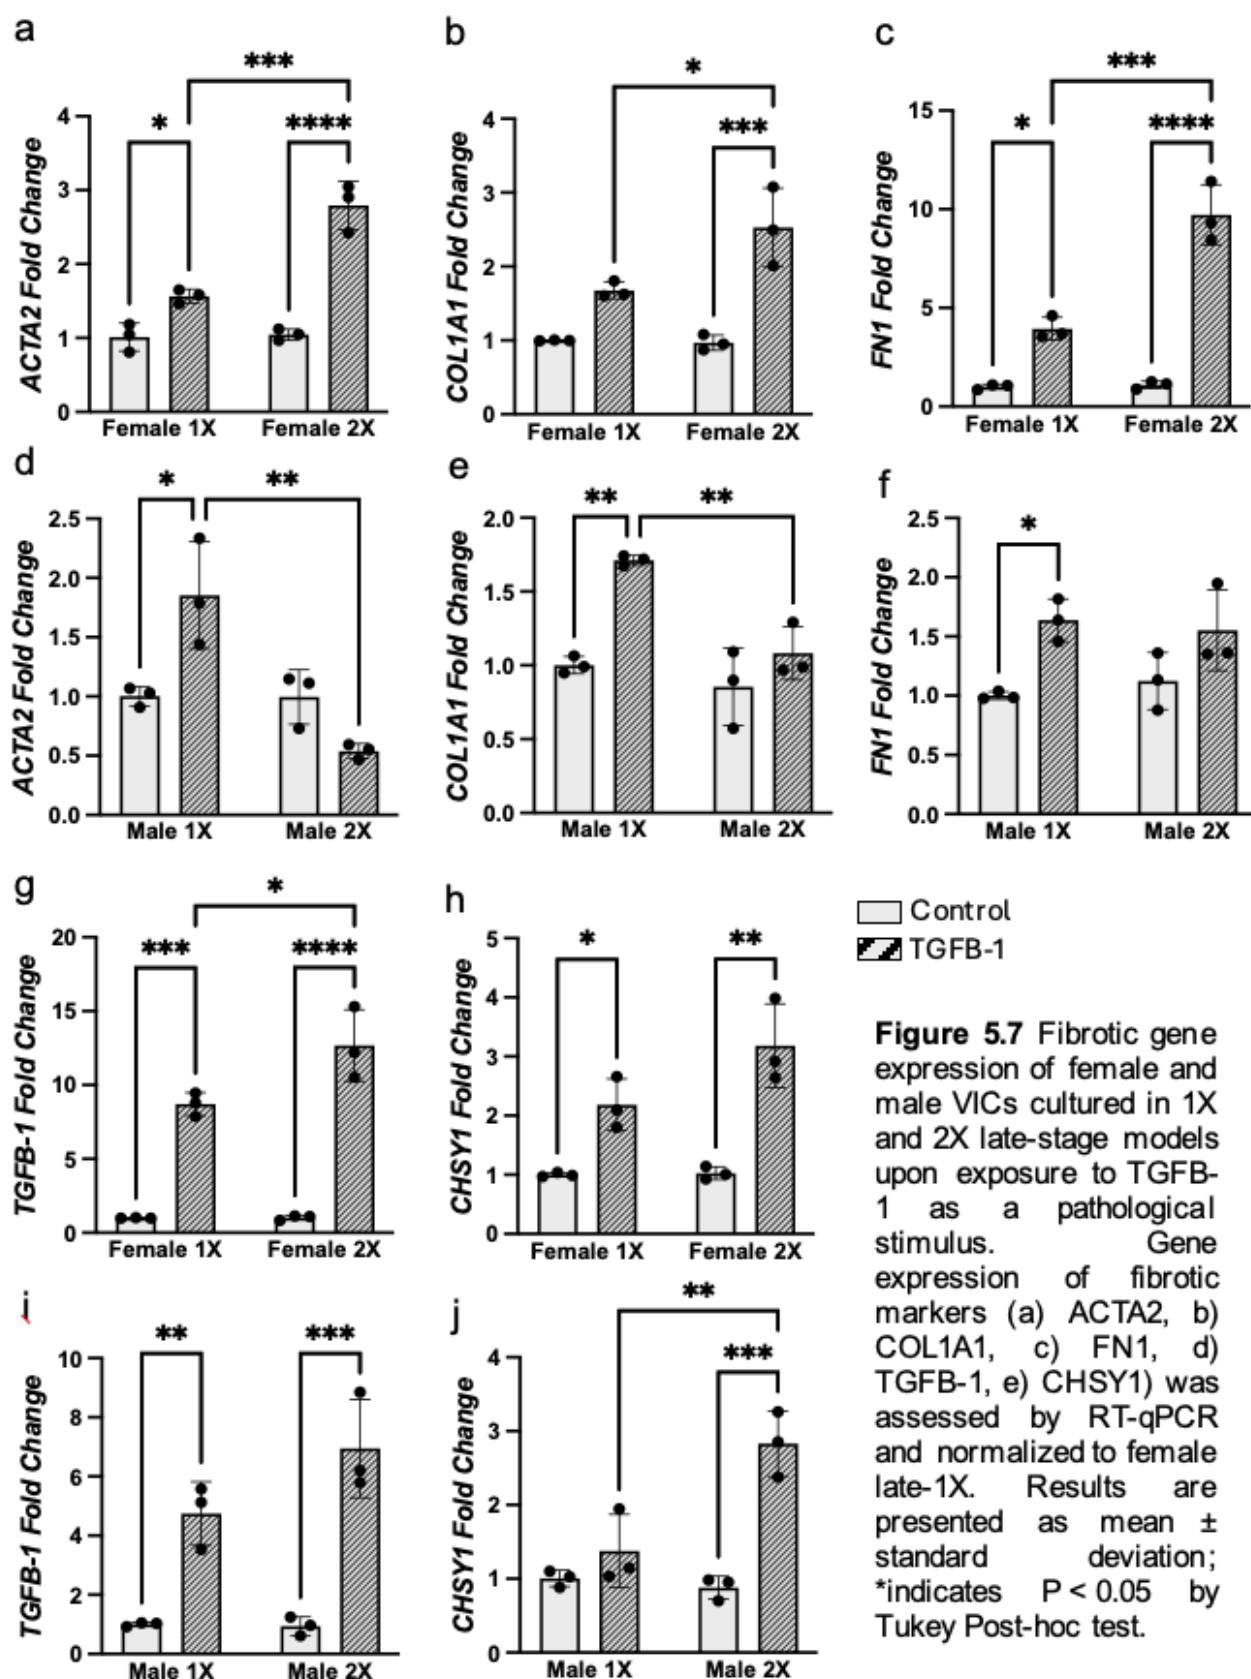 a
***
*
****
4
3
2
1
0
ACTA2 Fold Change
Female 1X
Female 2X
b
*
***
4
3
2
1
0
COL1A1 Fold Change
Female 1X
Female 2X
c
***
*
****
15
10
5
0
FN1 Fold Change
Female 1X
Female 2X
d
*
**
2.5
2.0
1.5
1.0
0.5
0.0
ACTA2 Fold Change
Male 1X
Male 2X
e
**
**
2.0
1.5
1.0
0.5
0.0
COL1A1 Fold Change
Male 1X
Male 2X
f
*
2.5
2.0
1.5
1.0
0.5
0.0
FN1 Fold Change
Male 1X
Male 2X
g
*
***
****
20
15
10
5
0
TGFB-1 Fold Change
Female 1X
Female 2X
h
*
**
5
4
3
2
1
0
CHSY1 Fold Change
Female 1X
Female 2X
i
**
***
10
8
6
4
2
0
TGFB-1 Fold Change
Male 1X
Male 2X
j
**
***
4
3
2
1
0
CHSY1 Fold Change
Male 1X
Male 2X
Control
TGFB-1
Figure 5.7 Fibrotic gene
expression of female and
male VICs cultured in 1X
and 2X late-stage models
upon exposure to TGFB-
1 as a pathological
stimulus. Gene
expression of fibrotic
markers (a) ACTA2, b)
COL1A1, c) FN1, d)
TGFB-1, e) CHSY1) was
assessed by RT-qPCR
and normalized to female
late-1X. Results are
presented as mean ±
standard deviation;
*indicates P < 0.05 by
Tukey Post-hoc test.